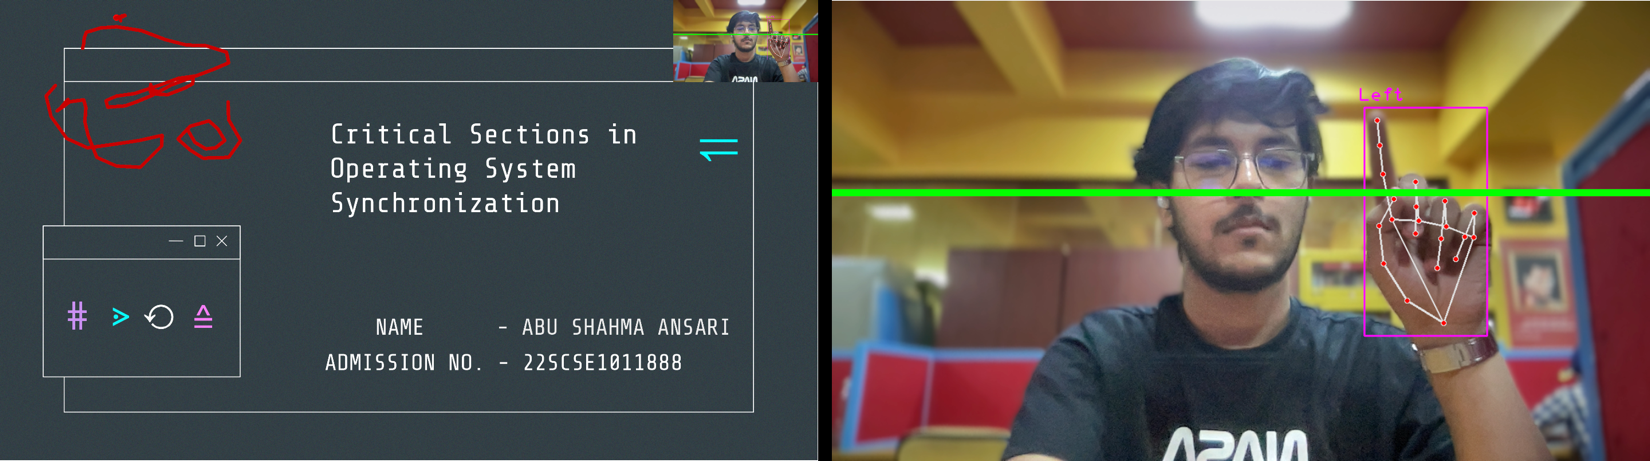 Critical Sections in
Operating System
Synchronization
NAME - ABU SHAHMA ANSARI
ADMISSION NO. - 22SCSE1011888
Left